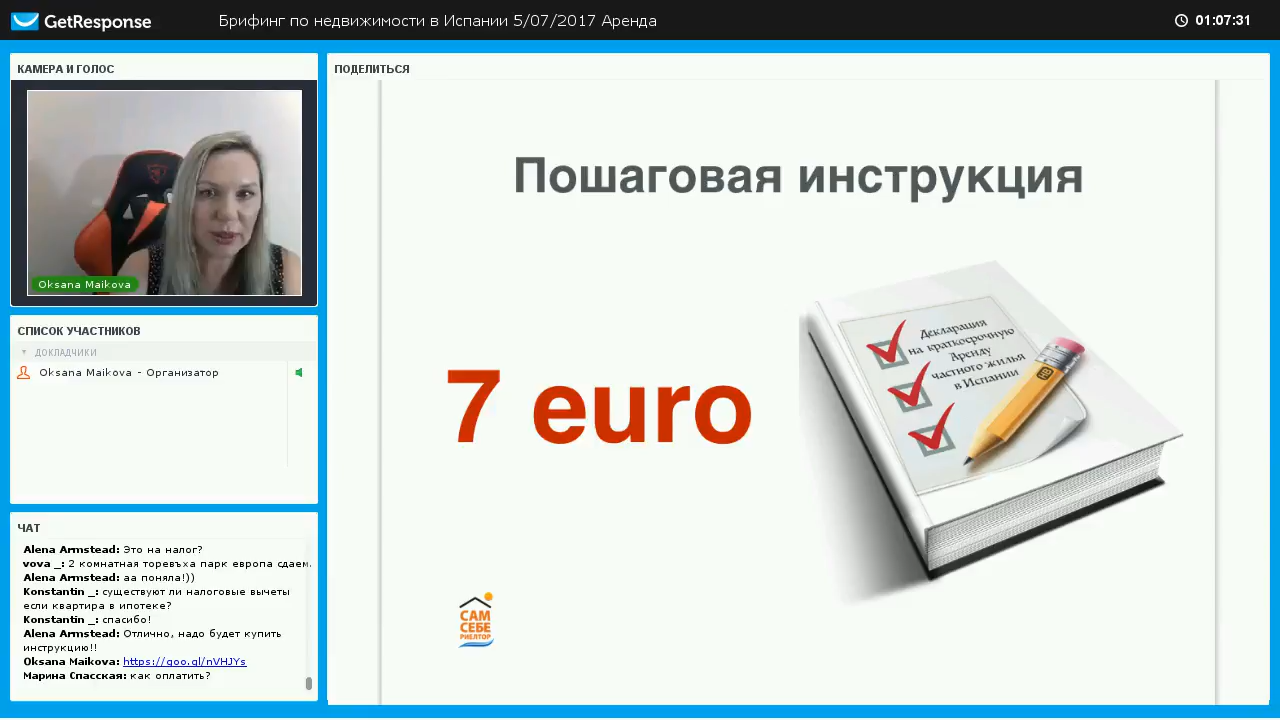 GetResponse
Брифинг по недвижимости в Испании 5/07/2017 Аренда
01:07:31
КАМЕРА И ГОЛОС
Oksana Maikova
СПИСОК УЧАСТНИКОВ
ДОКЛАДЧИКИ
Oksana Maikova - Организатор
ЧАТ
Alena Armstead: Это на налог?
vova _: 2 комнатная торевъха парк европа сдаем.
Alena Armstead: аа поняла!))
Konstantin _: существуют ли налоговые вычеты
если квартира в ипотеке?
Konstantin _: спасибо!
Alena Armstead: Отлично, надо будет купить
инструкцию!!
Oksana Maikova: https://goo.gl/nVHJYs
Марина Спасская: как оплатить?
ПОДЕЛИТЬСЯ
Пошаговая инструкция
7 euro
Декларация
на краткосрочную
Аренду
частного жилья
в Испании
HB
САМ
СЕБЕ
РИЕЛТОР